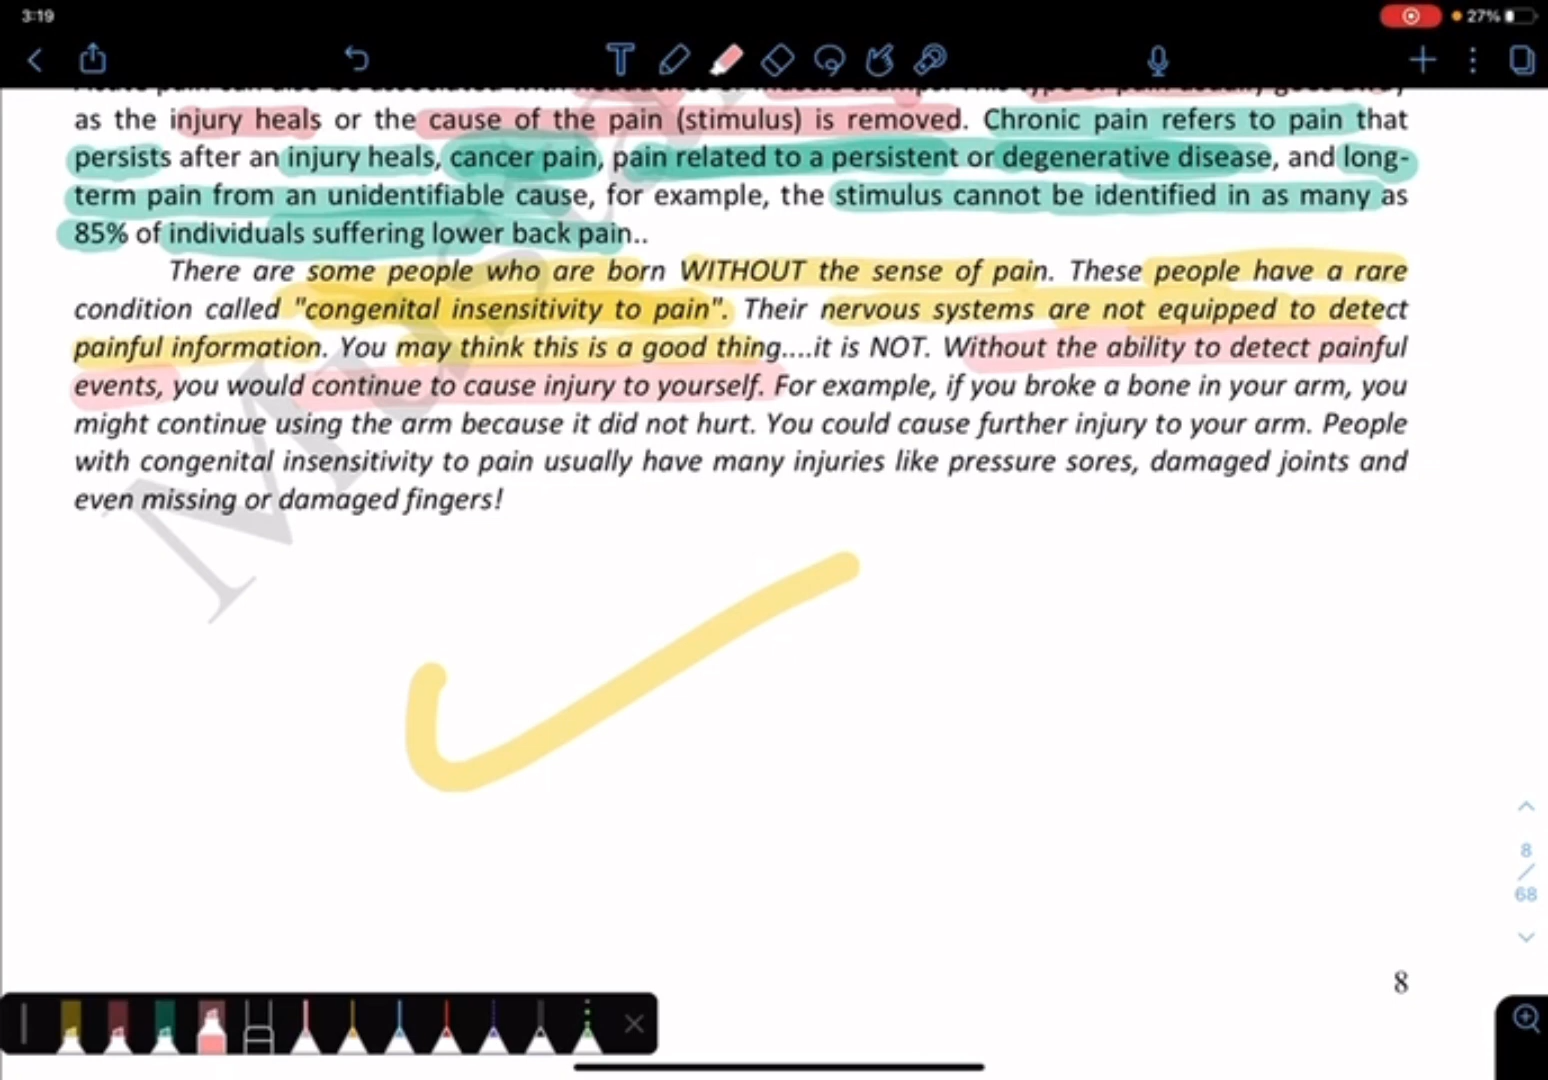 3:19
27%
as the injury heals or the cause of the pain (stimulus) is removed. Chronic pain refers to pain that
persists after an injury heals, cancer pain, pain related to a persistent or degenerative disease, and long-
term pain from an unidentifiable cause, for example, the stimulus cannot be identified in as many as
85% of individuals suffering lower back pain..
There are some people who are born WITHOUT the sense of pain. These people have a rare
condition called "congenital insensitivity to pain". Their nervous systems are not equipped to detect
painful information. You may think this is a good thing....it is NOT. Without the ability to detect painful
events, you would continue to cause injury to yourself. For example, if you broke a bone in your arm, you
might continue using the arm because it did not hurt. You could cause further injury to your arm. People
with congenital insensitivity to pain usually have many injuries like pressure sores, damaged joints and
even missing or damaged fingers!
8
/
68
8